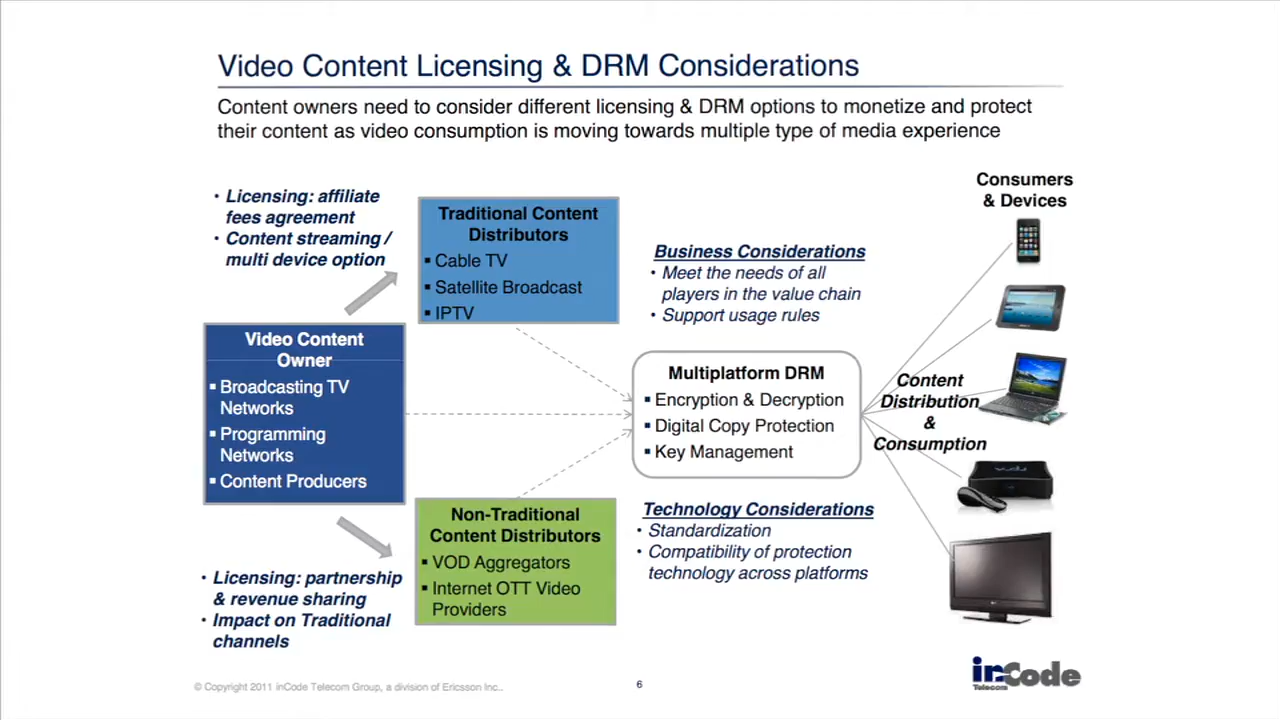 Video Content Licensing & DRM Considerations
Content owners need to consider different licensing & DRM options to monetize and protect
their content as video consumption is moving towards multiple type of media experience
• Licensing: affiliate
fees agreement
• Content streaming /
multi device option
Traditional Content
Distributors
▪ Cable TV
▪ Satellite Broadcast
▪ IPTV
Business Considerations
• Meet the needs of all
players in the value chain
• Support usage rules
Consumers
& Devices
Video Content
Owner
▪ Broadcasting TV
Networks
▪ Programming
Networks
▪ Content Producers
Multiplatform DRM
▪ Encryption & Decryption
▪ Digital Copy Protection
▪ Key Management
Content
Distribution
&
Consumption
Non-Traditional
Content Distributors
▪ VOD Aggregators
▪ Internet OTT Video
Providers
Technology Considerations
• Standardization
• Compatibility of protection
technology across platforms
• Licensing: partnership
& revenue sharing
• Impact on Traditional
channels
© Copyright 2011 inCode Telecom Group, a division of Ericsson Inc..
6
inCode
Telecom